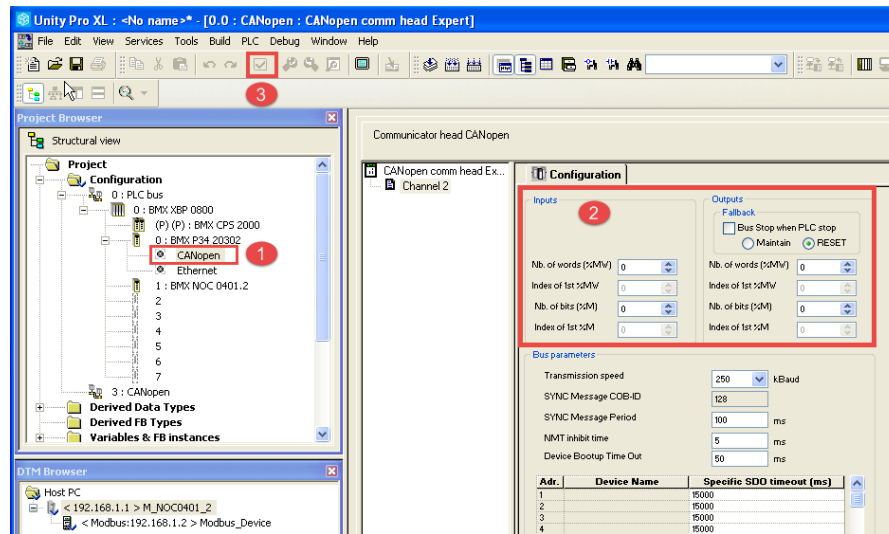 Unity Pro XL : <No name>* - [0.0 : CANopen : CANopen comm head Expert]
File Edit View Services Tools Build PLC Debug Window Help
3
Project Browser
Structural view
Project
Configuration
0 : PLC bus
0 : BMX XBP 0800
(P) (P) : BMX CPS 2000
0 : BMX P34 20302
CANopen
1
Ethernet
1 : BMX NOC 0401.2
2
3
4
5
6
7
3 : CANopen
Derived Data Types
Derived FB Types
Variables & FB instances
DTM Browser
Host PC
< 192.168.1.1 > M_NOC0401_2
< Modbus:192.168.1.2 > Modbus_Device
Communicator head CANopen
CANopen comm head Ex...
Channel 2
Configuration
Inputs
2
Nb. of words (%MW) 0
Index of 1st %MW 0
Nb. of bits (%M) 0
Index of 1st %M 0
Outputs
Fallback
Bus Stop when PLC stop
Maintain RESET
Nb. of words (%MW) 0
Index of 1st %MW 0
Nb. of bits (%M) 0
Index of 1st %M 0
Bus parameters
Transmission speed 250 kBaud
SYNC Message COB-ID 128
SYNC Message Period 100 ms
NMT inhibit time 5 ms
Device Bootup Time Out 50 ms
Adr. Device Name Specific SDO timeout (ms)
1 15000
2 15000
3 15000
4 15000